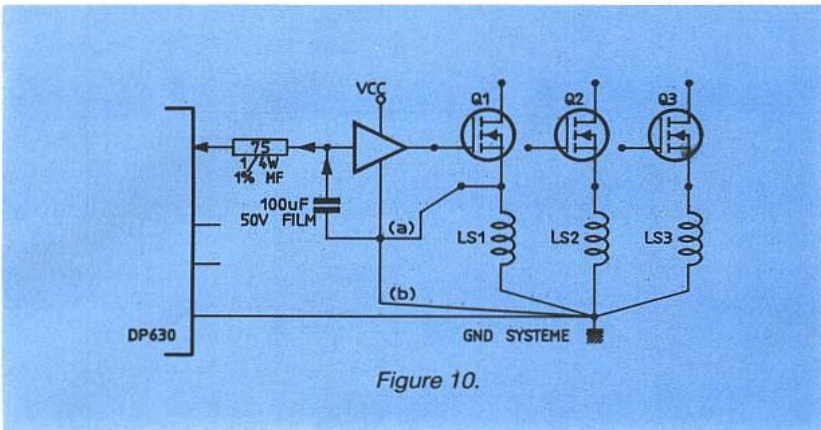 VCC
Q1
Q2
Q3
75
1/4W
1% MF
100uF
50V FILM
(a)
LS1
LS2
LS3
(b)
DP630
GND SYSTEME
Figure 10.